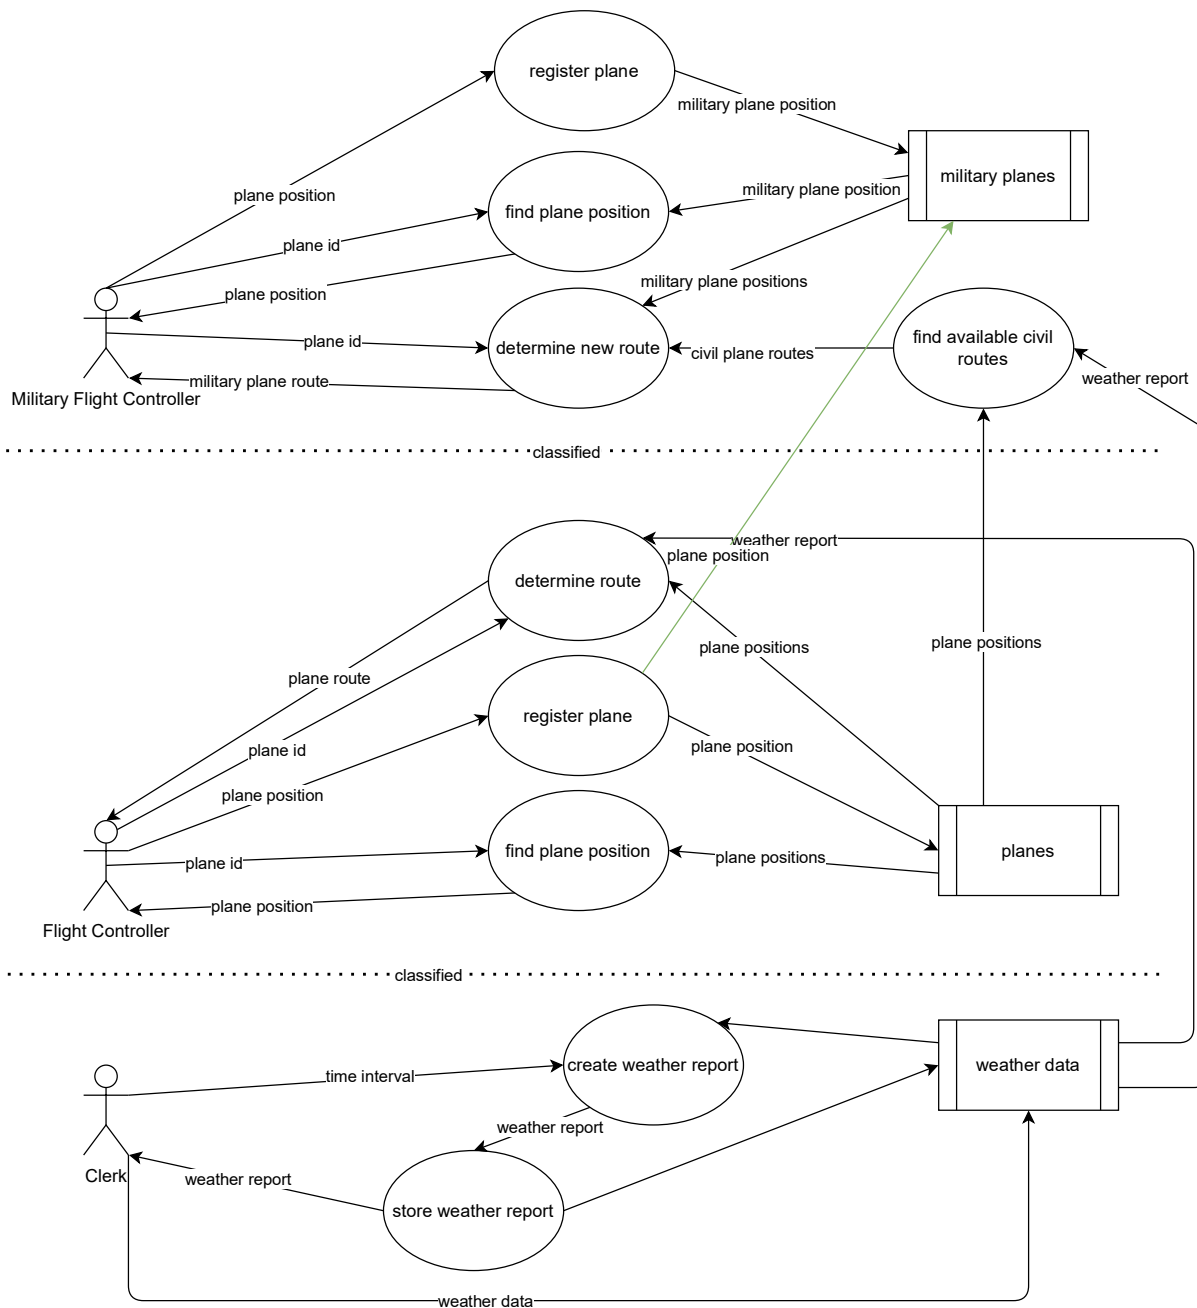 register plane
military plane position
military planes
plane position
military plane position
find plane position
plane id
military plane positions
plane position
find available civil
routes
plane id
determine new route
civil plane routes
military plane route
weather report
Military Flight Controller
classified
weather report
plane position
determine route
plane positions
plane positions
plane route
register plane
plane id
plane position
plane position
find plane position
plane positions
planes
plane id
plane position
Flight Controller
classified
create weather report
weather data
time interval
weather report
Clerk
weather report
store weather report
weather data